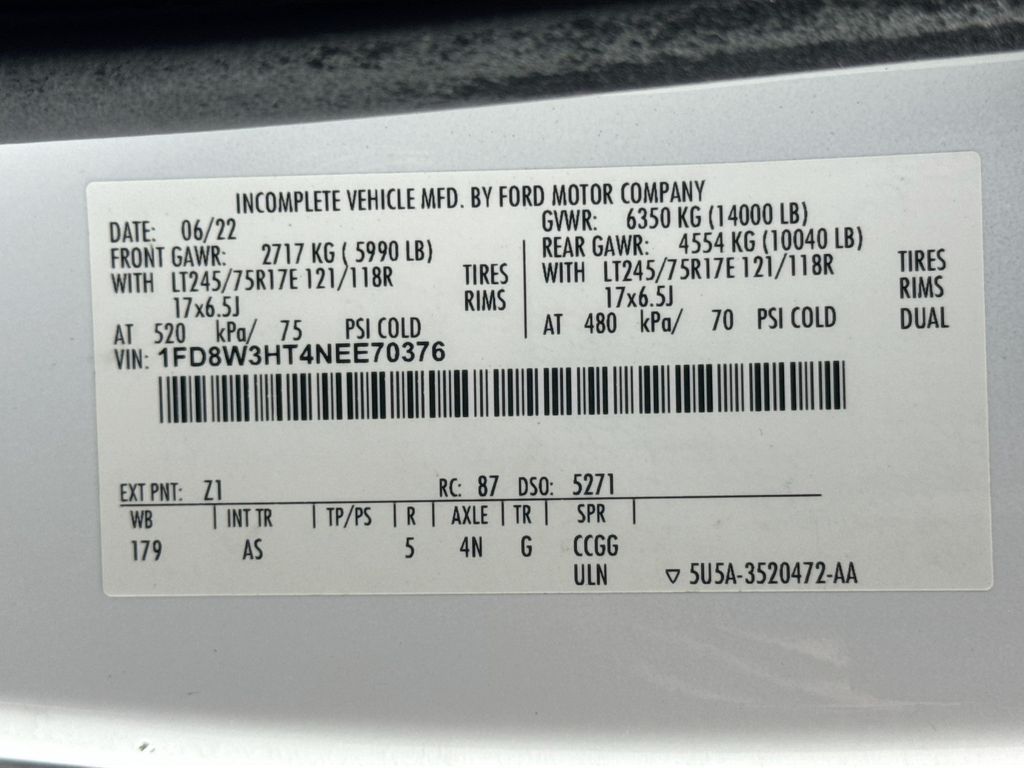 INCOMPLETE VEHICLE MFD. BY FORD MOTOR COMPANY
DATE: 06/22
FRONT GAWR: 2717 KG ( 5990 LB)
WITH LT245/75R17E 121/118R TIRES
17x6.5J RIMS
AT 520 kPa/ 75 PSI COLD
GVWR: 6350 KG (14000 LB)
REAR GAWR: 4554 KG (10040 LB)
WITH LT245/75R17E 121/118R TIRES
17x6.5J RIMS
AT 480 kPa/ 70 PSI COLD DUAL
VIN: 1FD8W3HT4NEE70376
EXT PNT: Z1 RC: 87 DSO: 5271
WB | INT TR | TP/PS | R | AXLE | TR | SPR |
179 AS 5 4N G CCGG
ULN ▽ 5U5A-3520472-AA